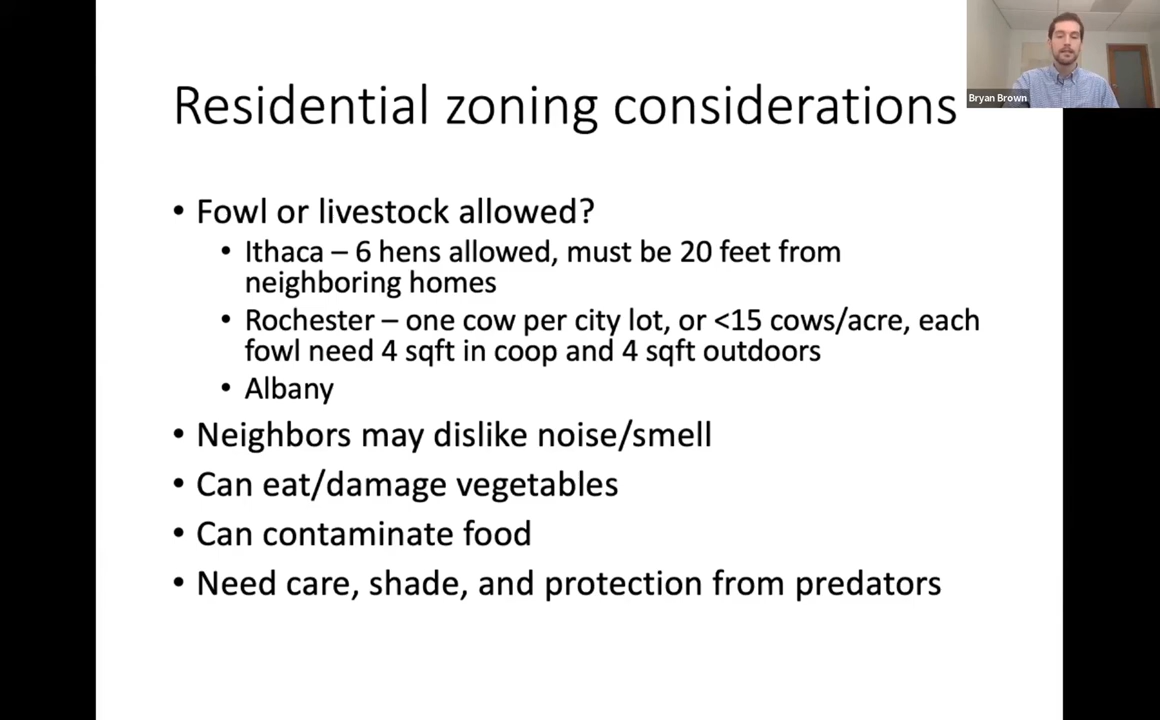 Residential zoning considerations
Bryan Brown
• Fowl or livestock allowed?
• Ithaca – 6 hens allowed, must be 20 feet from
neighboring homes
• Rochester – one cow per city lot, or <15 cows/acre, each
fowl need 4 sqft in coop and 4 sqft outdoors
• Albany
• Neighbors may dislike noise/smell
• Can eat/damage vegetables
• Can contaminate food
• Need care, shade, and protection from predators